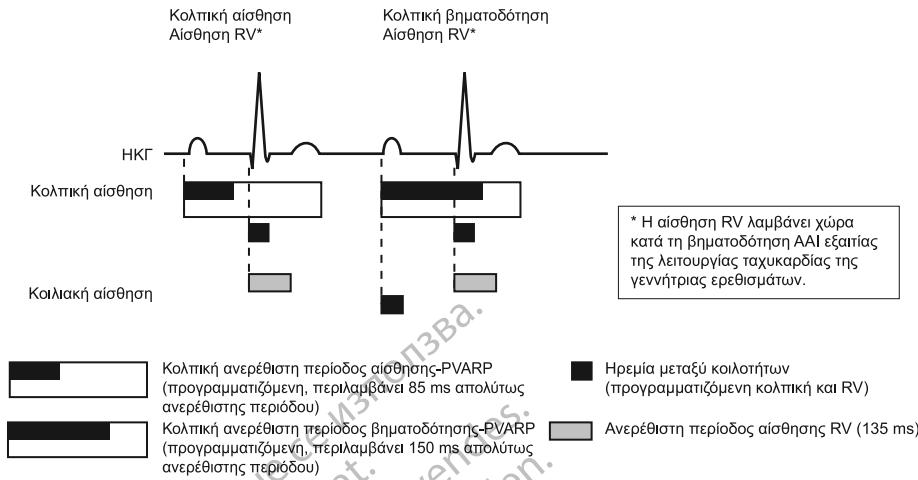 Κολπική αίσθηση
Αίσθηση RV*
Κολπική βηματοδότηση
Αίσθηση RV*
ΗΚΓ
Κολπική αίσθηση
* Η αίσθηση RV λαμβάνει χώρα
κατά τη βηματοδότηση AAI εξαιτίας
της λειτουργίας ταχυκαρδίας της
γεννήτριας ερεθισμάτων.
Κοιλιακή αίσθηση
Κολπική ανερέθιστη περίοδος αίσθησης-PVARP
(προγραμματιζόμενη, περιλαμβάνει 85 ms απολύτως
ανερέθιστης περιόδου)
Κολπική ανερέθιστη περίοδος βηματοδότησης-PVARP
(προγραμματιζόμενη, περιλαμβάνει 150 ms απολύτως
ανερέθιστης περιόδου)
Ηρεμία μεταξύ κοιλοτήτων
(προγραμματιζόμενη κολπική και RV)
Ανερέθιστη περίοδος αίσθησης RV (135 ms)
се използва.